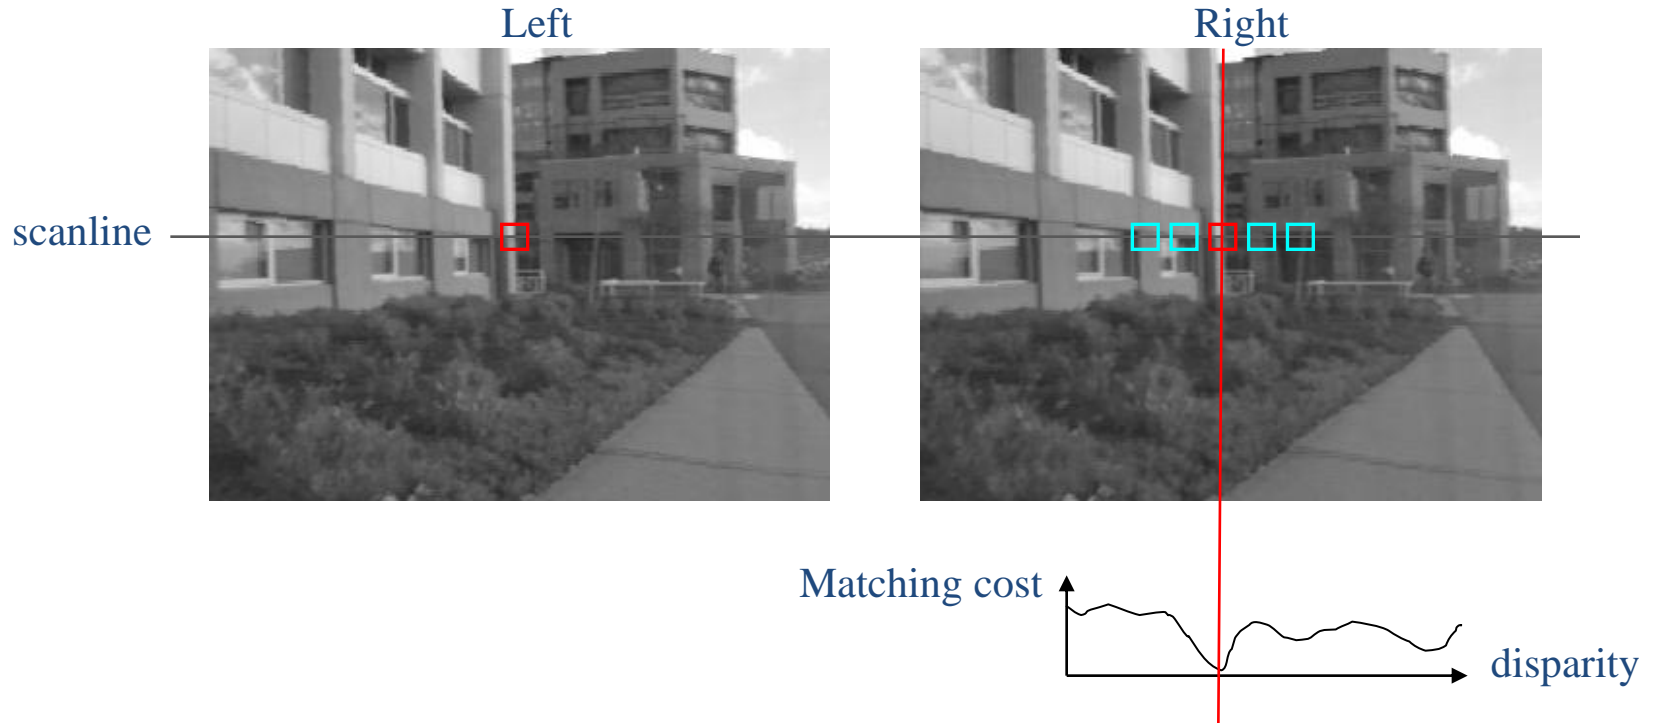 Left
Right
scanline
Matching cost
disparity